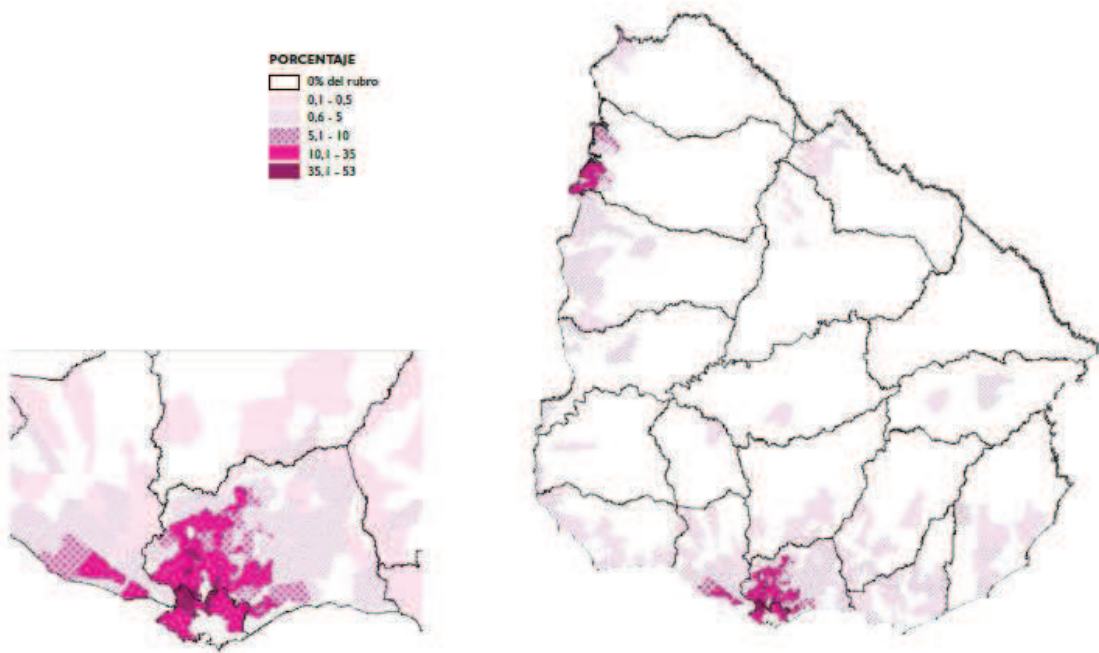 PORCENTAJE
0% del rubro
0,1 - 0,5
0,6 - 5
5,1 - 10
10,1 - 35
35,1 - 53